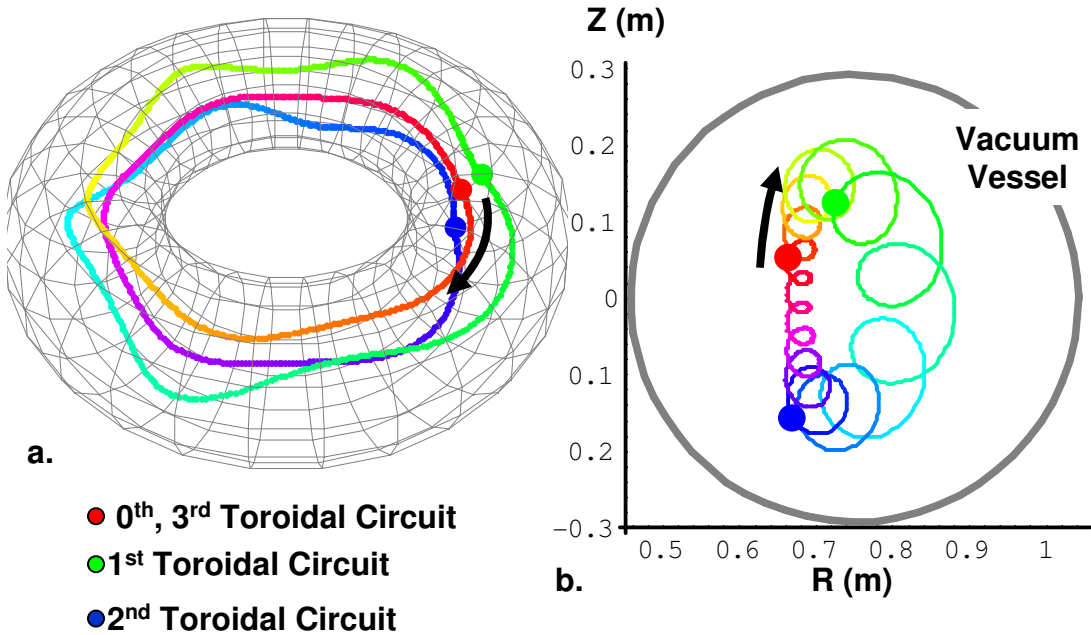 Z (m)
0.3
0.2
0.1
0
0.1
0.2
-0.3
Vacuum
Vessel
0.5 0.6 0.7 0.8 0.9 1
R (m)
a.
b.
0th, 3rd Toroidal Circuit
1st Toroidal Circuit
2nd Toroidal Circuit